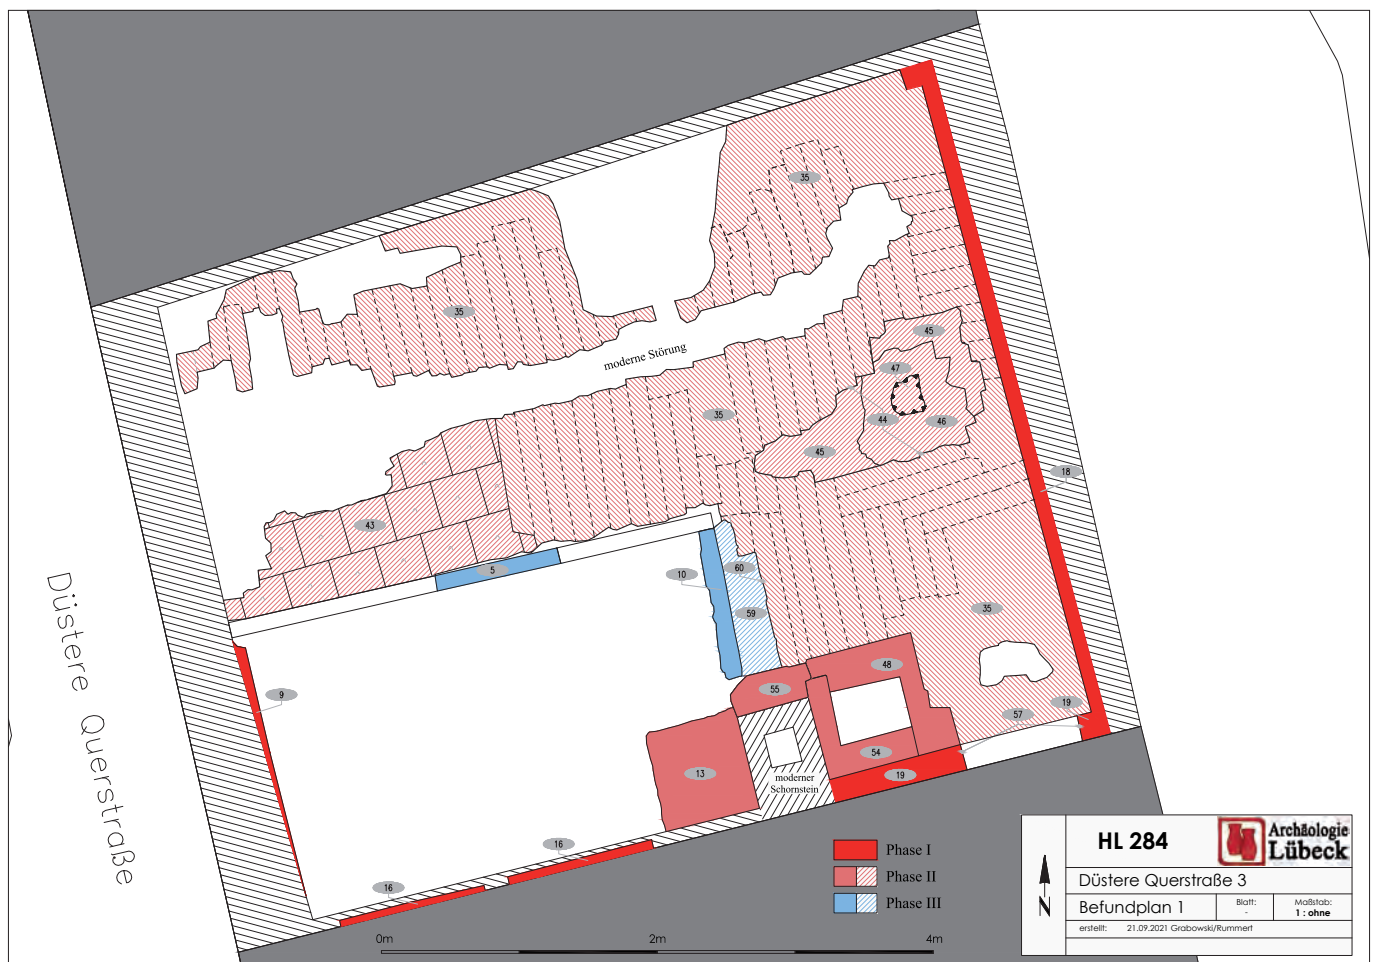 35
35
45
moderne Störung
47
35
44
46
45
18
43
5
10
60
59
35
Düstere Querstraße
9
48
55
19
57
54
13
19
moderner
Schornstein
16
16
Phase I
Phase II
Phase III
0m
2m
4m
N
HL 284
Archäologie
Lübeck
Düstere Querstraße 3
Befundplan 1
Blatt:
-
Maßstab:
1 : ohne
erstellt: 21.09.2021 Grabowski/Rummert